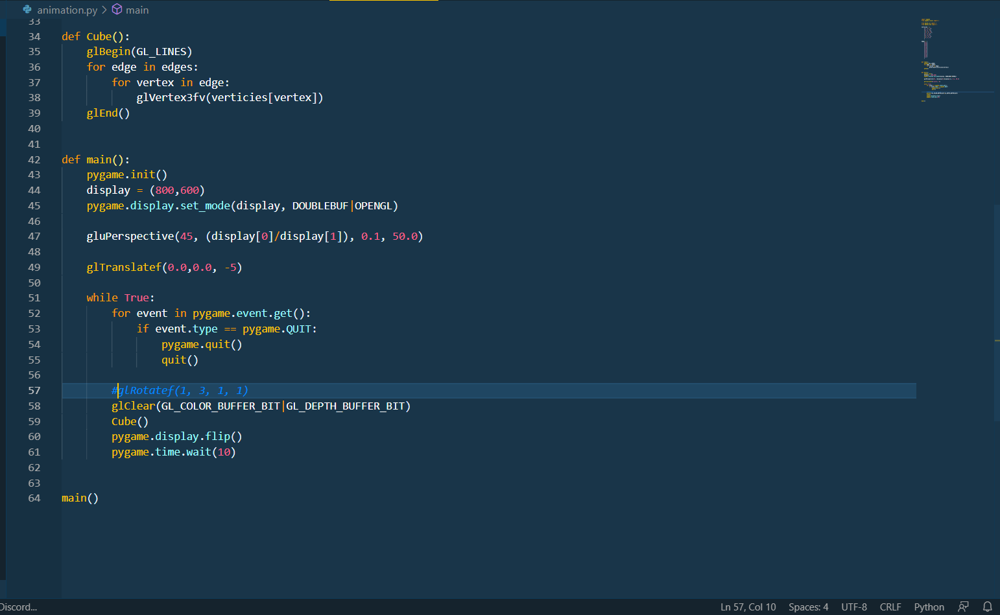 animation.py > main
33
34 def Cube():
35     glBegin(GL_LINES)
36     for edge in edges:
37         for vertex in edge:
38             glVertex3fv(verticies[vertex])
39     glEnd()
40
41
42 def main():
43     pygame.init()
44     display = (800,600)
45     pygame.display.set_mode(display, DOUBLEBUF|OPENGL)
46
47     gluPerspective(45, (display[0]/display[1]), 0.1, 50.0)
48
49     glTranslatef(0.0,0.0, -5)
50
51     while True:
52         for event in pygame.event.get():
53             if event.type == pygame.QUIT:
54                 pygame.quit()
55                 quit()
56
57         #glRotatef(1, 3, 1, 1)
58         glClear(GL_COLOR_BUFFER_BIT|GL_DEPTH_BUFFER_BIT)
59         Cube()
60         pygame.display.flip()
61         pygame.time.wait(10)
62
63
64 main()
Discord... Ln 57, Col 10 Spaces: 4 UTF-8 CRLF Python